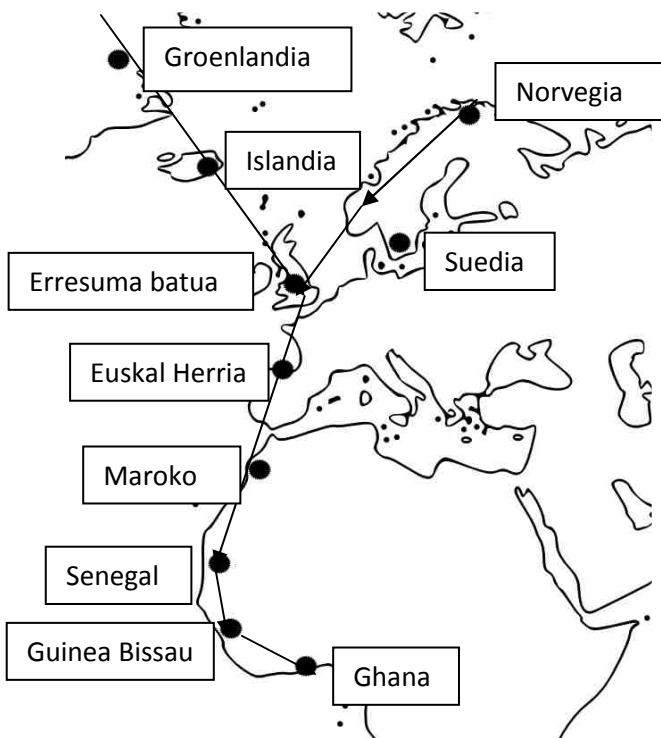 Groenlandia
Norvegia
Islandia
Suedia
Erresuma batua
Euskal Herria
Maroko
Senegal
Guinea Bissau
Ghana